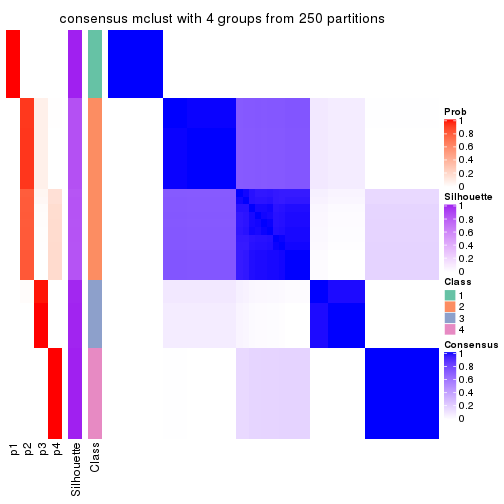 consensus mclust with 4 groups from 250 partitions
Prob
1
0.8
0.6
0.4
0.2
0
Silhouette
1
0.8
0.6
0.4
0.2
0
Class
1
2
3
4
Consensus
1
0.8
0.6
0.4
0.2
0
p1
p2
p3
p4
Silhouette
Class